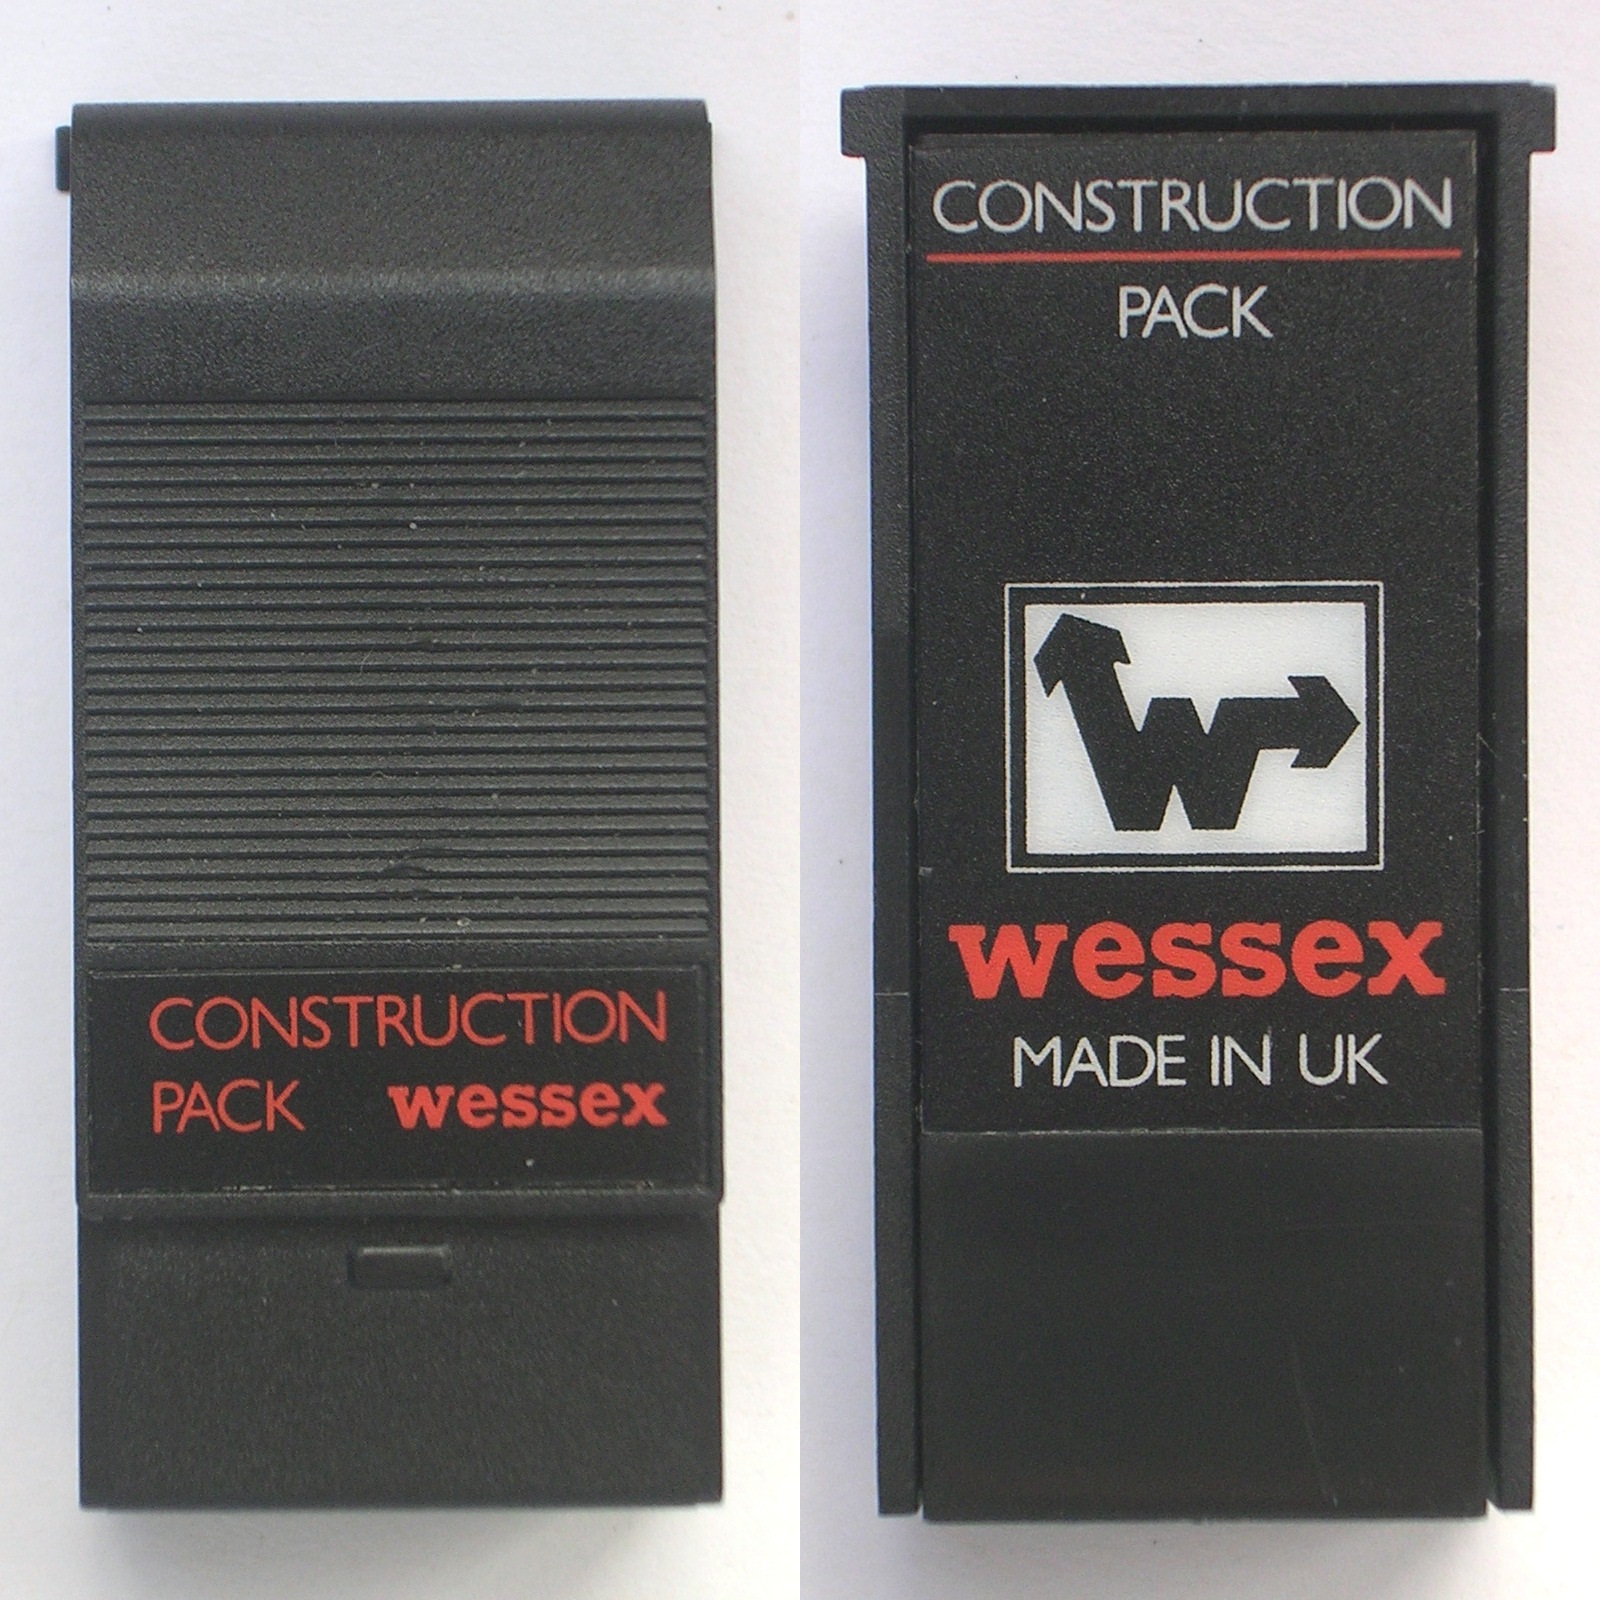 CONSTRUCTION
PACK wessex
CONSTRUCTION
PACK
W
wessex
MADE IN UK